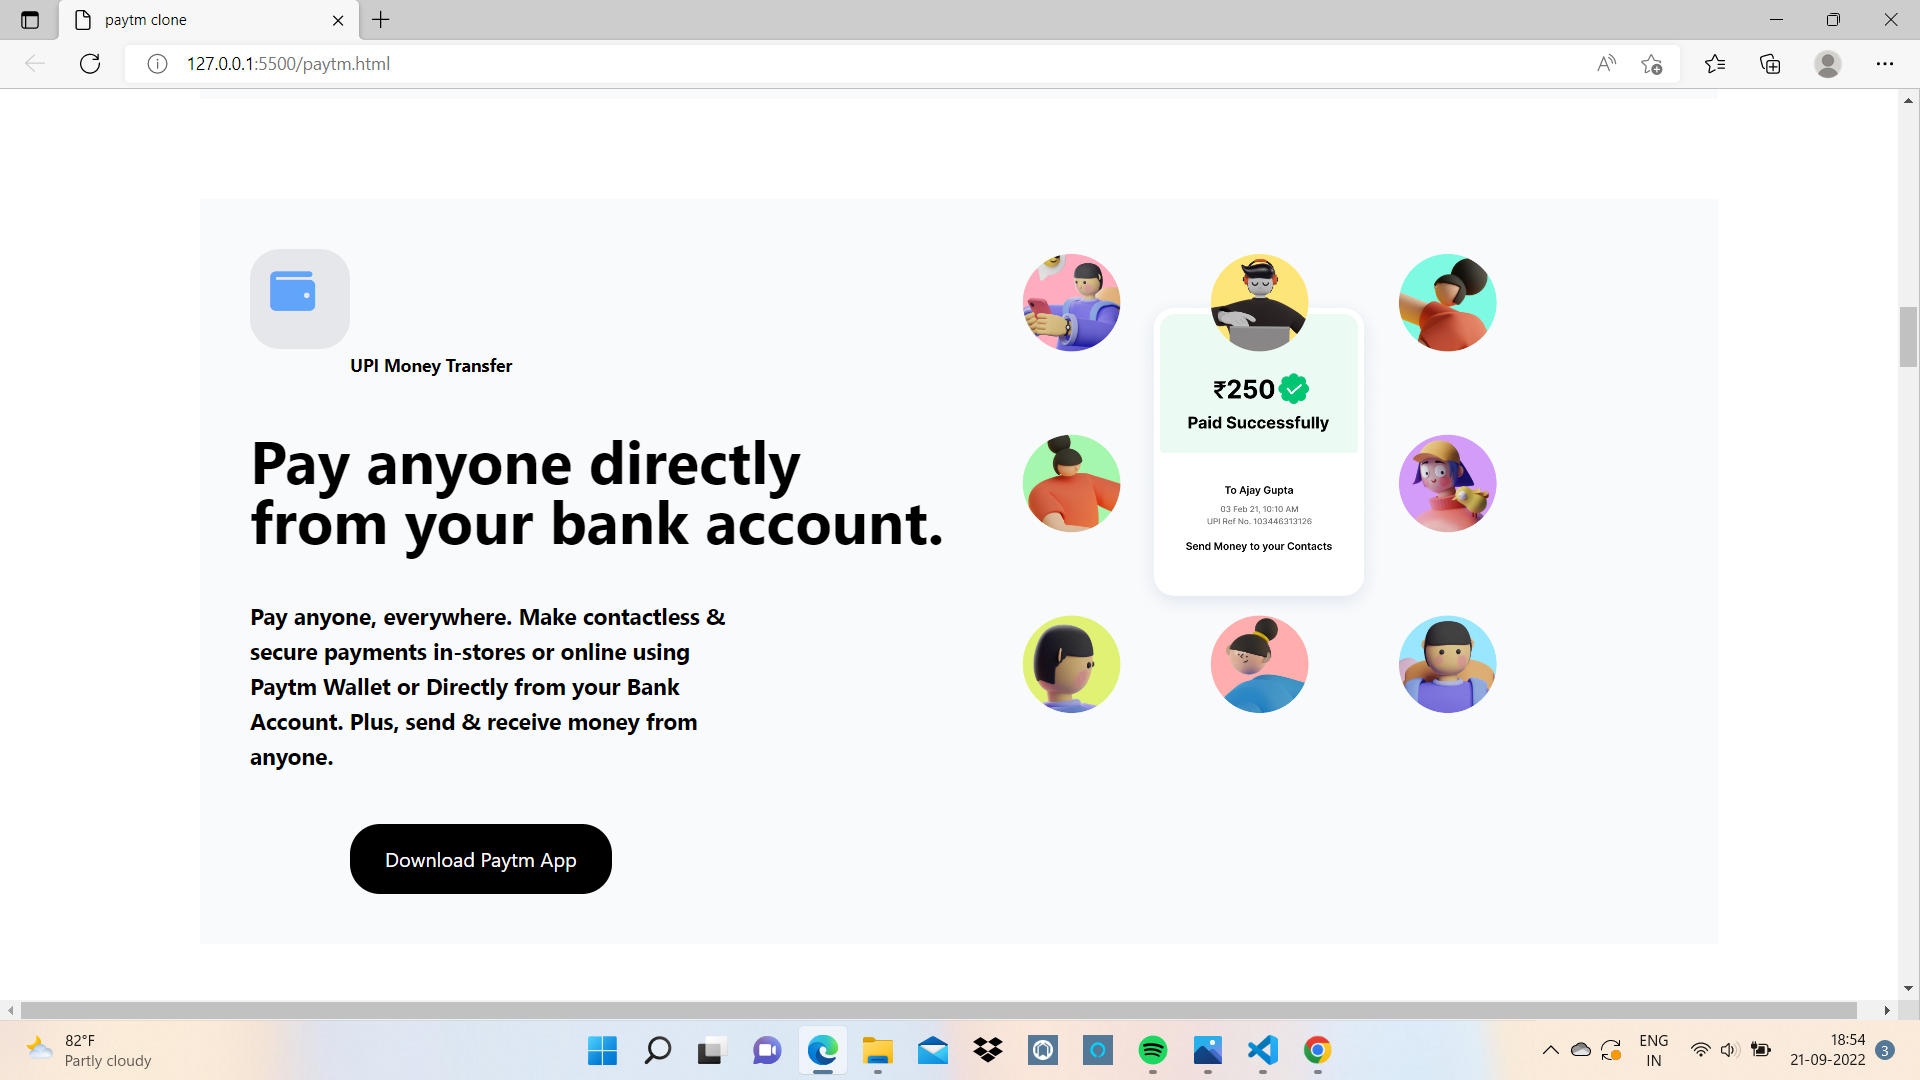 paytm clone
127.0.0.1:5500/paytm.html
UPI Money Transfer
Pay anyone directly
from your bank account.
Pay anyone, everywhere. Make contactless &
secure payments in-stores or online using
Paytm Wallet or Directly from your Bank
Account. Plus, send & receive money from
anyone.
Download Paytm App
₹250
Paid Successfully
To Ajay Gupta
03 Feb 21, 10:10 AM
UPI Ref No. 103446313126
Send Money to your Contacts
82°F
Partly cloudy
ENG
IN
18:54
21-09-2022
3